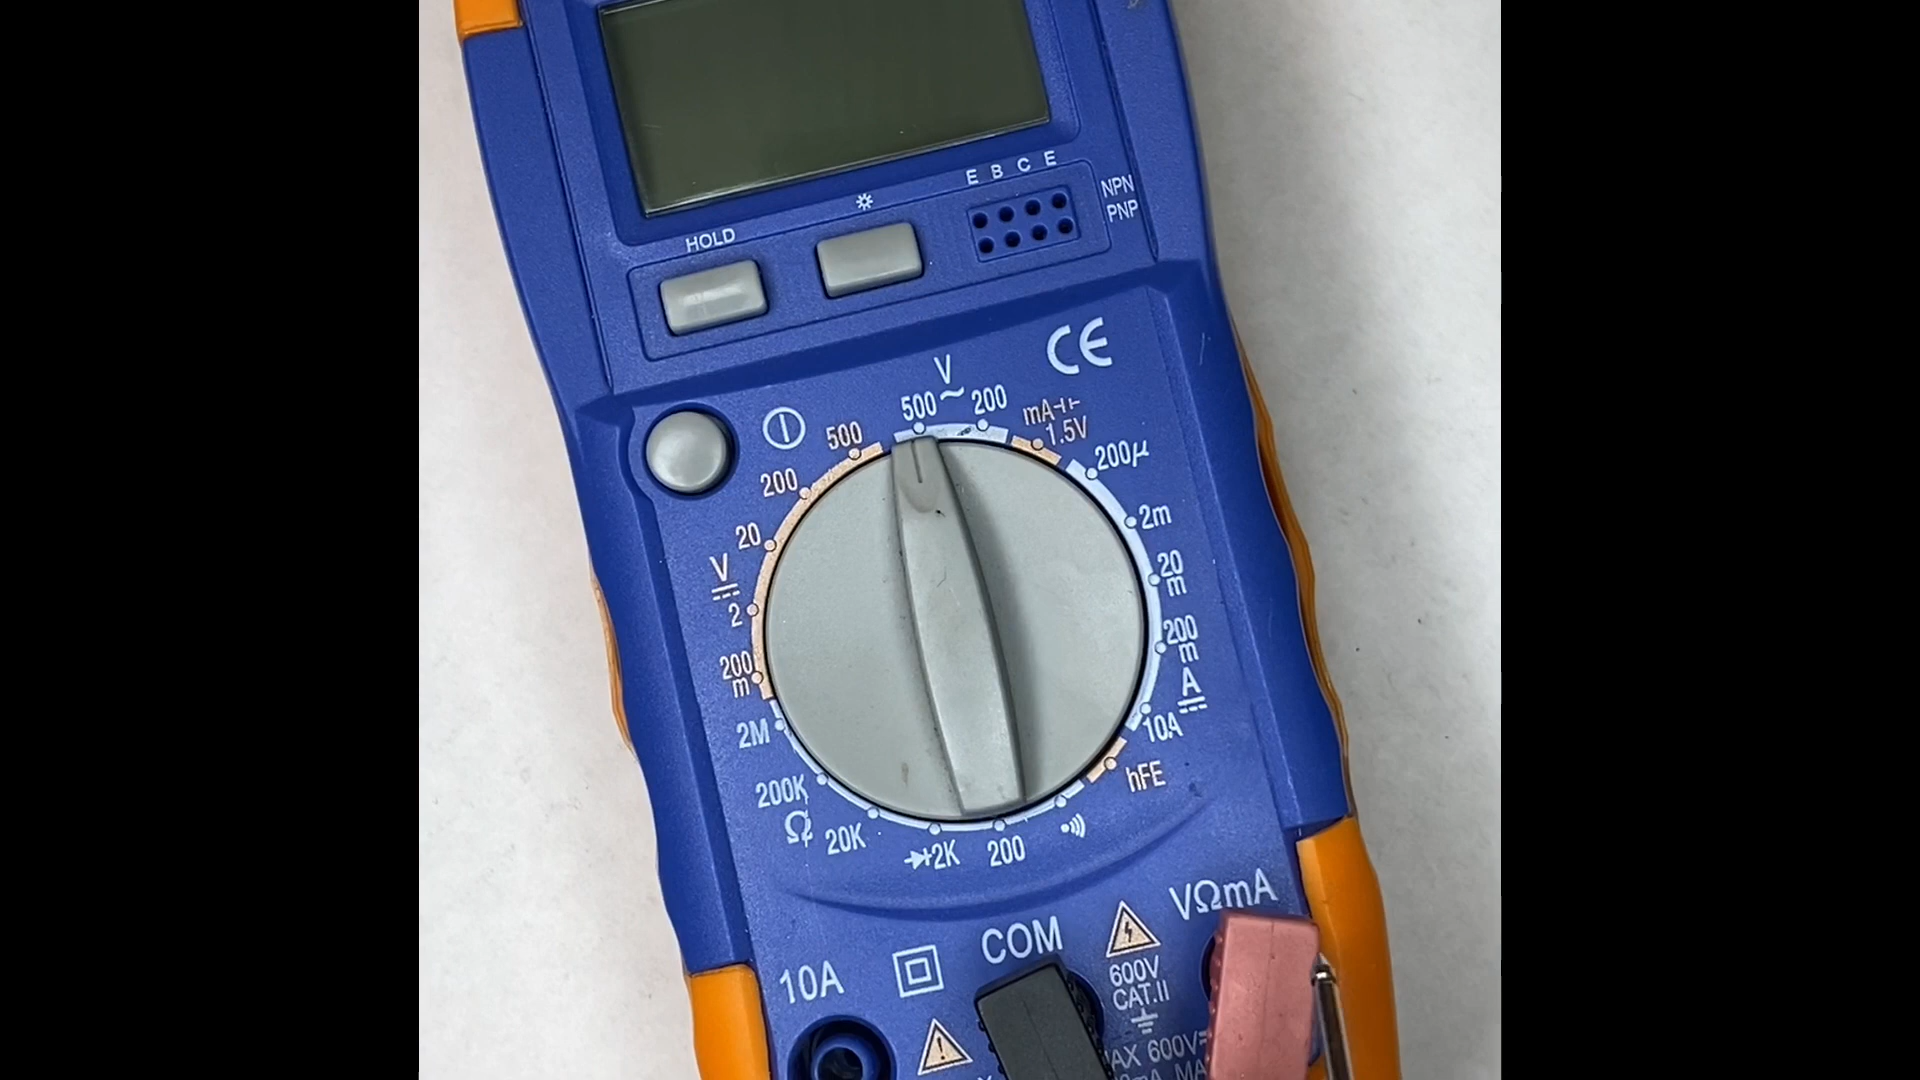 E B C E
NPN
PNP
HOLD
CE
V
500 ~ 200
mA
1.5V
500
200
20
V
2
200
m
200µ
2m
20
m
200
m
A
10A
hFE
2M
200K
Ω
20K
2K
200
VΩmA
COM
10A
600V
CAT.II
600V